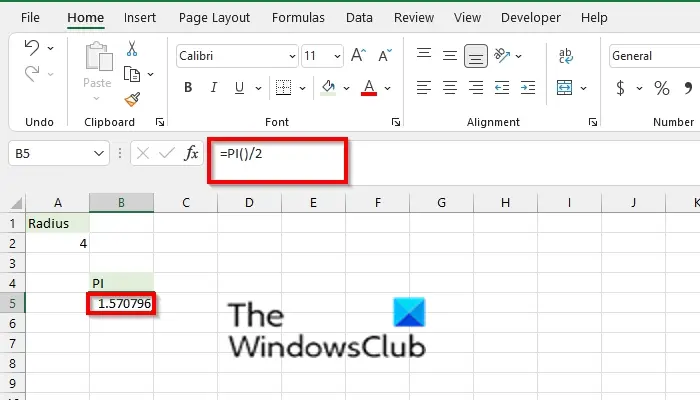 File Home Insert Page Layout Formulas Data Review View Developer Help
Calibri 11 A^ A˅ ab c General
Paste B I U A $ % ,
Undo Clipboard Font Alignment Number
B5 fx =PI()/2
A B C D E F G H I J K
1 Radius
2 4
3
4 PI
5 1.570796
6
7
8
9
The
WindowsClub